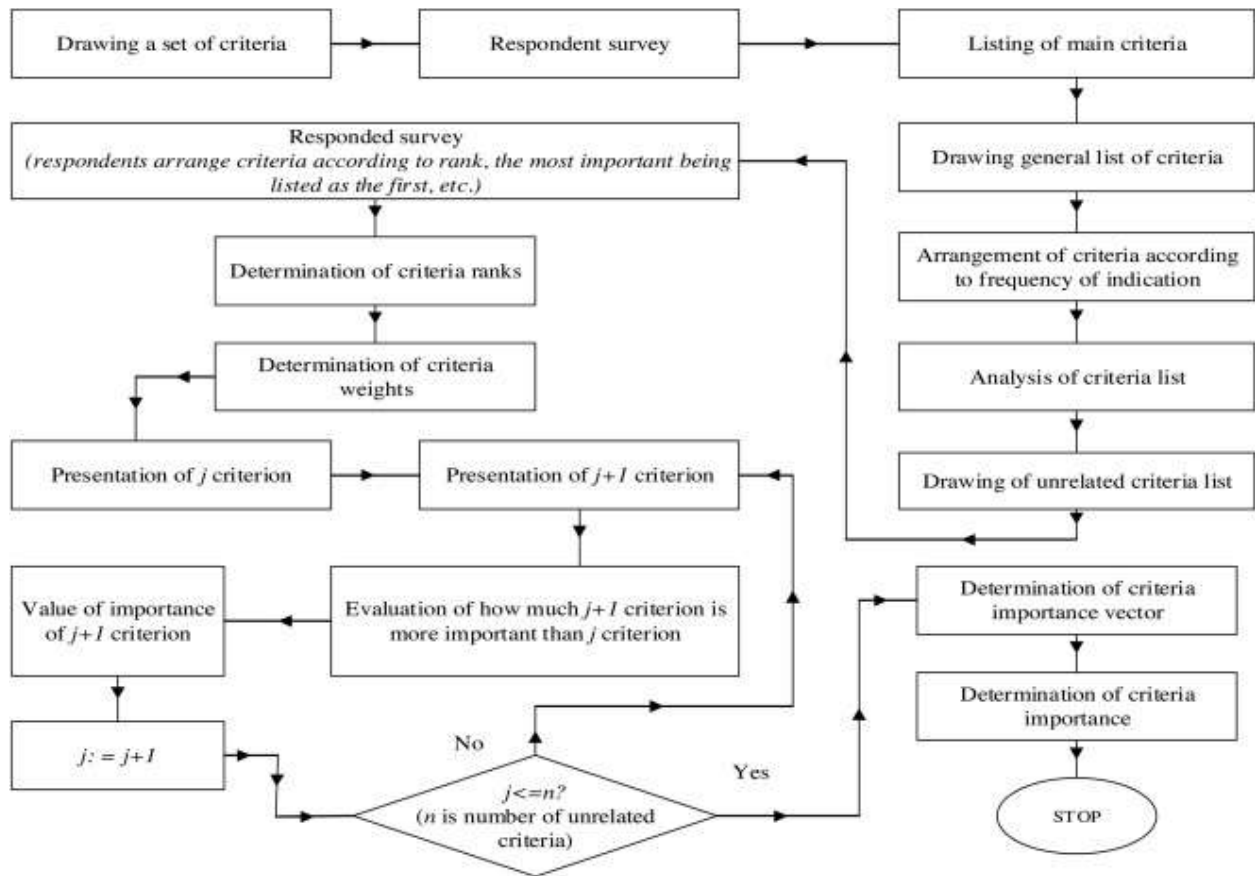 Drawing a set of criteria
Respondent survey
Listing of main criteria
Drawing general list of criteria
Arrangement of criteria according
to frequency of indication
Analysis of criteria list
Drawing of unrelated criteria list
Responded survey
(respondents arrange criteria according to rank, the most important being
listed as the first, etc.)
Determination of criteria ranks
Determination of criteria
weights
Presentation of j criterion
Presentation of j+1 criterion
Evaluation of how much j+1 criterion is
more important than j criterion
Value of importance
of j+1 criterion
j: = j+1
j<=n?
(n is number of unrelated
criteria)
No
Yes
Determination of criteria
importance vector
Determination of criteria
importance
STOP